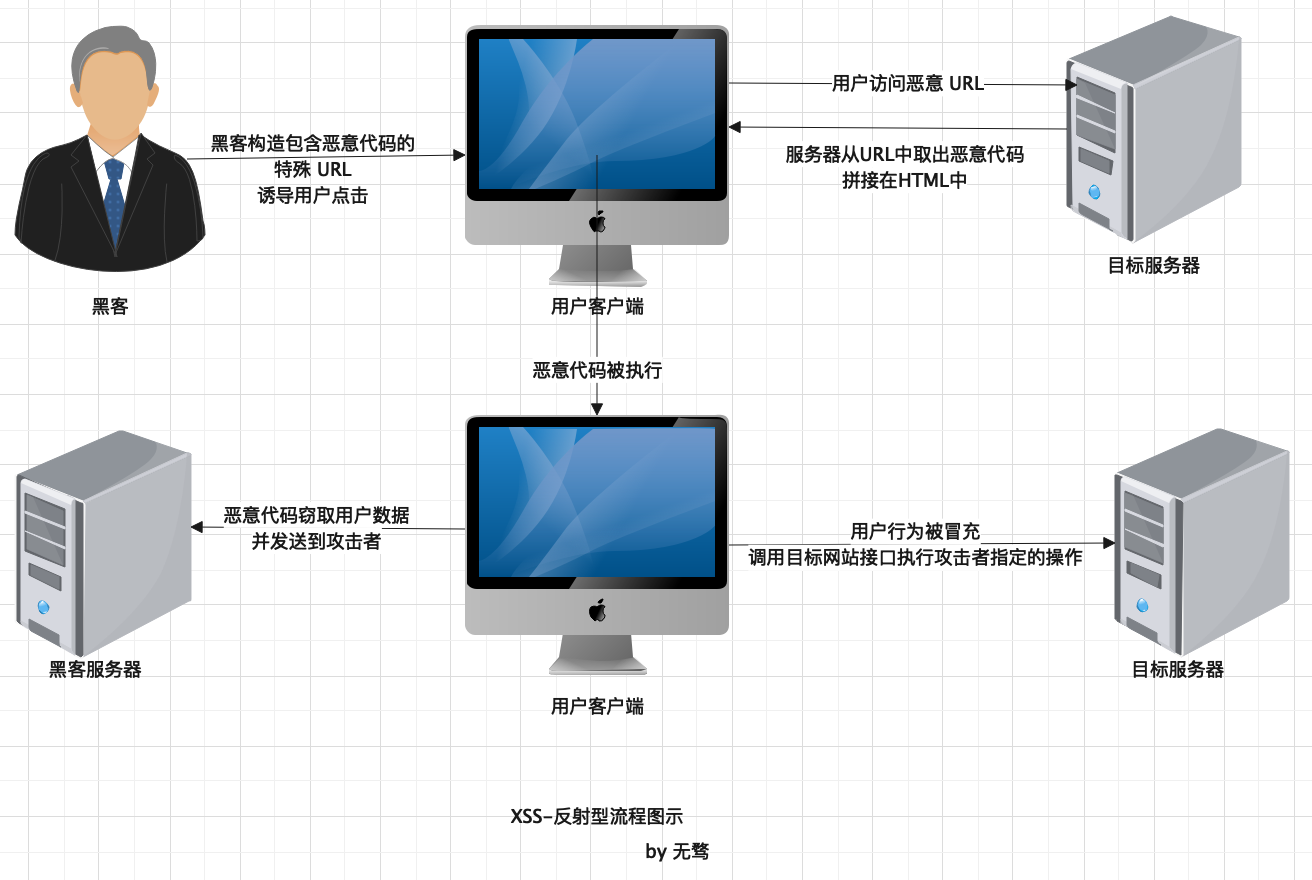 黑客构造包含恶意代码的
特殊 URL
诱导用户点击
黑客
用户客户端
用户访问恶意 URL
服务器从URL中取出恶意代码
拼接在HTML中
目标服务器
恶意代码被执行
恶意代码窃取用户数据
并发送到攻击者
黑客服务器
用户客户端
用户行为被冒充
调用目标网站接口执行攻击者指定的操作
目标服务器
XSS-反射型流程图示
by 无骛